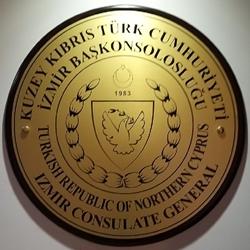 KUZEY KIBRIS TÜRK CUMHURİYETİ
İZMİR BAŞKONSOLOSLUĞU
1983
TURKISH REPUBLIC OF NORTHERN CYPRUS
IZMIR CONSULATE GENERAL